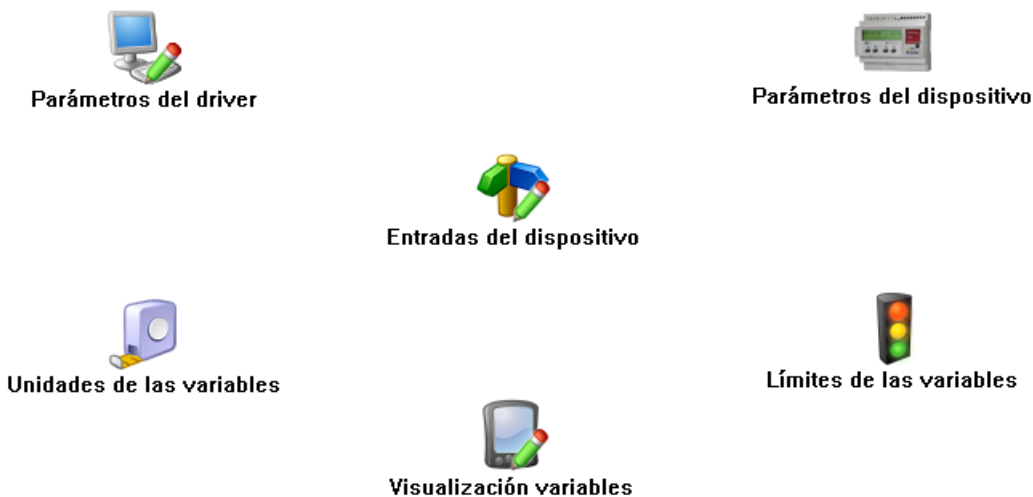 Parámetros del driver
Parámetros del dispositivo
Entradas del dispositivo
Unidades de las variables
Límites de las variables
Visualización variables